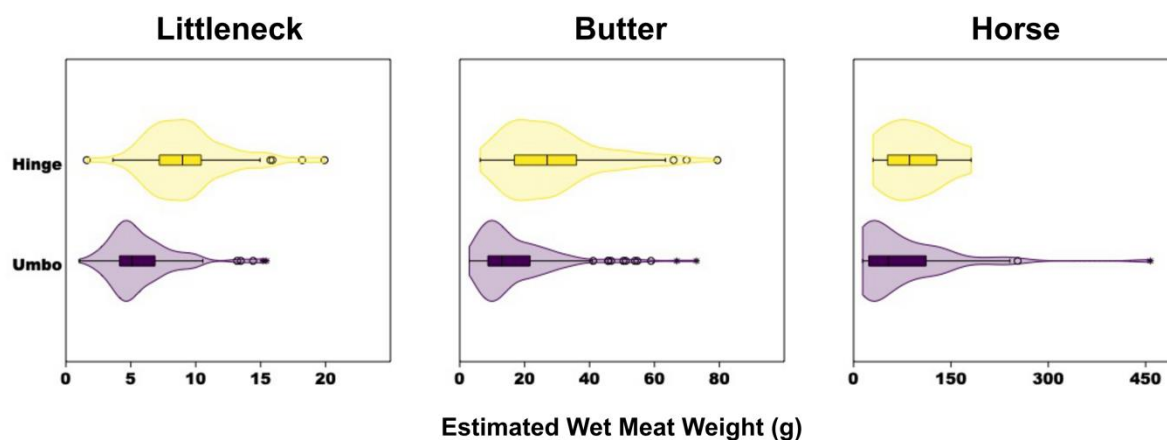 Littleneck Butter Horse
Hinge
Umbo
0 5 10 15 20 0 20 40 60 80 0 150 300 450
Estimated Wet Meat Weight (g)